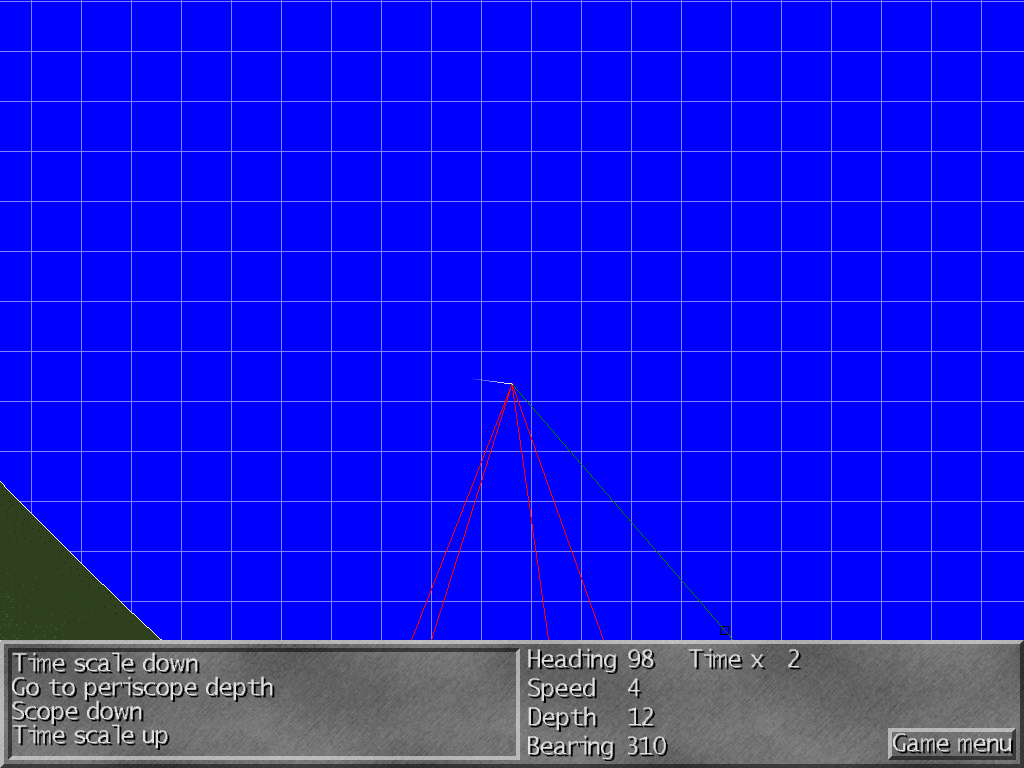 Time scale down
Go to periscope depth
Scope down
Time scale up
Heading 98 Time x 2
Speed 4
Depth 12
Bearing 310
Game menu